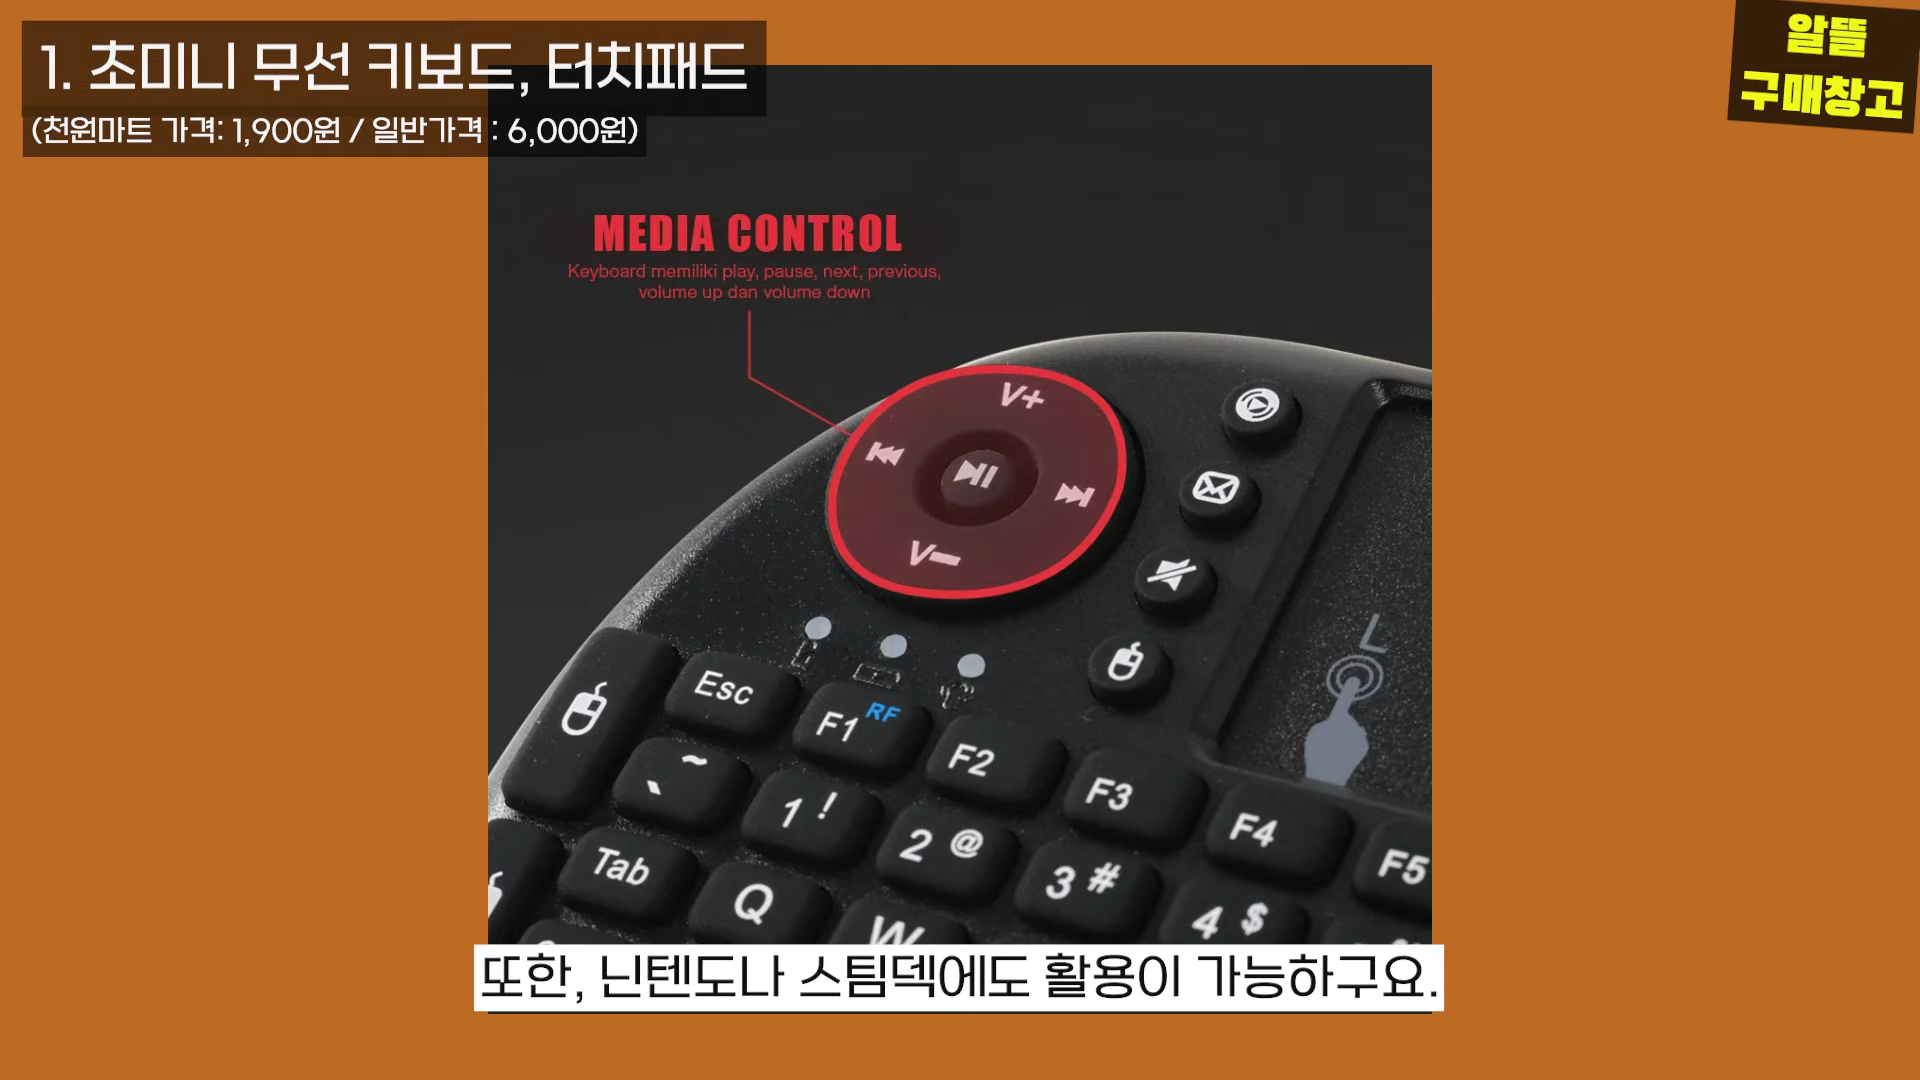 1. 초미니 무선 키보드, 터치패드
(천원마트 가격: 1,900원 / 일반가격 : 6,000원)
알뜰
구매창고
MEDIA CONTROL
Keyboard memiliki play, pause, next, previous,
volume up dan volume down
V+
V-
L
Esc
F1 RF
F2
F3
F4
F5
` ~
1 !
2 @
3 #
4 $
Tab
Q
W
또한, 닌텐도나 스팀덱에도 활용이 가능하구요.